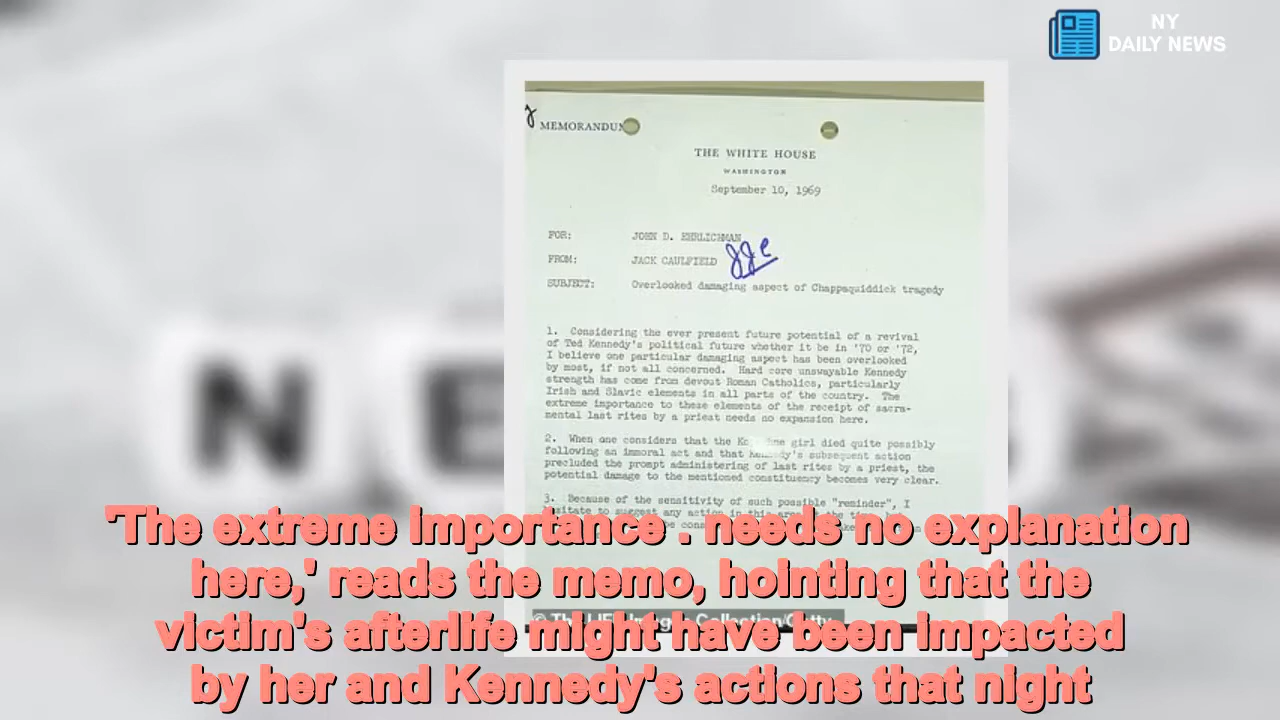 NY
DAILY NEWS
MEMORANDUM
THE WHITE HOUSE
WASHINGTON
September 10, 1969
FOR: JOHN D. EHRLICHMAN
FROM: JACK CAULFIELD
SUBJECT: Overlooked damaging aspect of Chappaquiddick tragedy
1. Considering the ever present future potential of a revival
of Ted Kennedy's political future whether it be in '70 or '72,
I believe one particular damaging aspect has been overlooked
by most, if not all concerned. Hard core unswayable Kennedy
strength has come from devout Roman Catholics, particularly
Irish and Slavic elements in all parts of the country. The
extreme importance to these elements of the receipt of sacra-
mental last rites by a priest needs no expansion here.
2. When one considers that the girl died quite possibly
following an immoral act and that Kennedy's subsequent action
precluded the prompt administering of last rites by a priest, the
potential damage to the mentioned constituency becomes very clear.
3. Because of the sensitivity of such possible "reminder", I
hesitate to suggest any action in this
'The extreme importance . needs no explanation
here,' reads the memo, hointing that the
victim's afterlife might have been impacted
by her and Kennedy's actions that night
N E